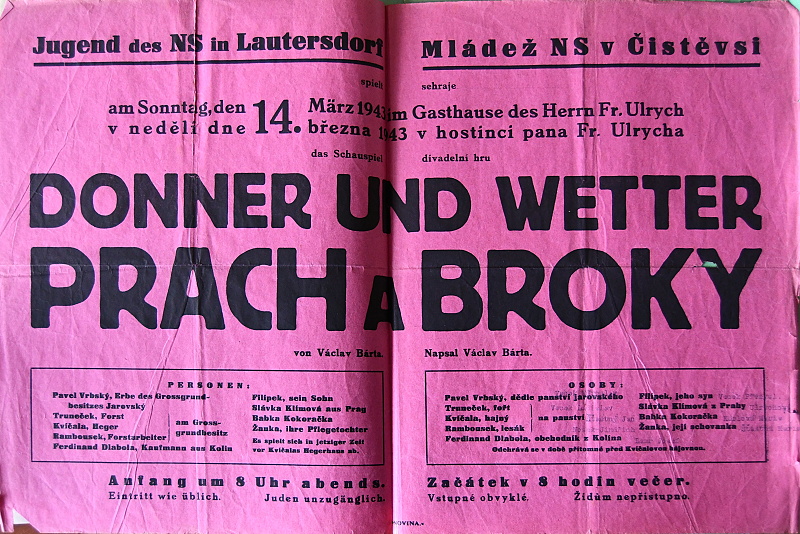 Jugend des NS in Lautersdorf
Mládež NS v Čistěvsi
spielt
sehraje
am Sonntag, den 14. März 1943 im Gasthause des Herrn Fr. Ulrych
v neděli dne 14. března 1943 v hostinci pana Fr. Ulrycha
das Schauspiel
divadelní hru
DONNER UND WETTER
PRACH A BROKY
von Václav Bárta.
Napsal Václav Bárta.
PERSONEN:
Pavel Vrbský, Erbe des Grossgrund-
besitzes Jarovský
Truneček, Forst
Kvíčala, Heger
Rambousek, Forstarbeiter
am Gross-
grundbesitz
Ferdinand Diabola, Kaufmann aus Kolin
Filipek, sein Sohn
Slávka Klímová aus Prag
Babka Kokoračka
Žanka, ihre Pflegetochter
Es spielt sich in jetziger Zeit
vor Kvíčalas Hegerhaus ab.
OSOBY:
Pavel Vrbský, dědic panství jarovského
Truneček, fořt
Kvíčala, hajný
Rambousek, lesák
na panství
Ferdinand Diabola, obchodník z Kolína
Filipek, jeho syn
Slávka Klímová z Prahy
Babka Kokoračka
Žanka, její schovanka
Odehrává se v době přítomné před Kvíčalovou hájovnou.
Anfang um 8 Uhr abends.
Eintritt wie üblich. Juden unzugänglich.
Začátek v 8 hodin večer.
Vstupné obvyklé. Židům nepřístupno.